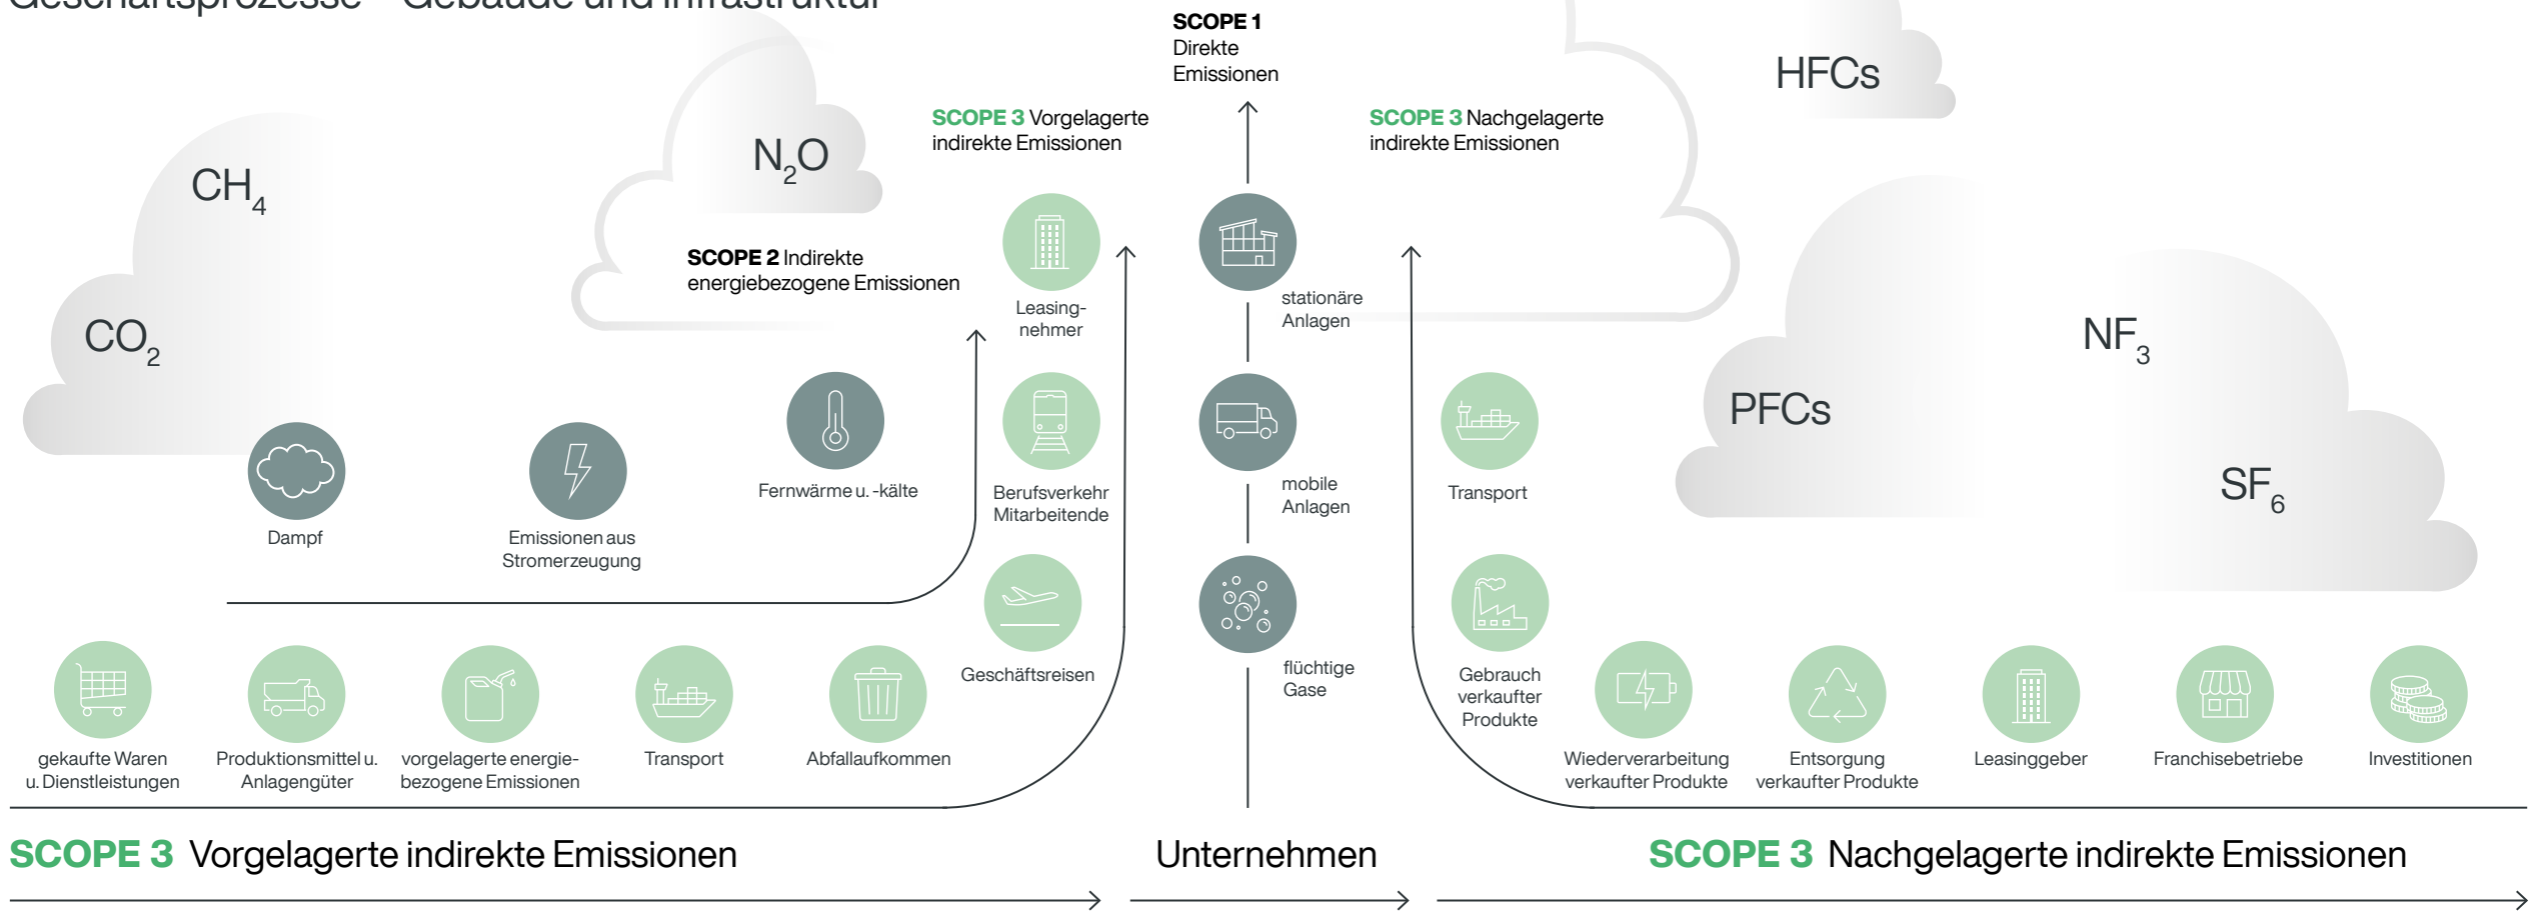 Geschäftsprozesse – Gebäude und Infrastruktur
SCOPE 1
Direkte
Emissionen
HFCs
SCOPE 3 Vorgelagerte
indirekte Emissionen
SCOPE 3 Nachgelagerte
indirekte Emissionen
N₂O
CH₄
SCOPE 2 Indirekte
energiebezogene Emissionen
CO₂
Leasing-
nehmer
stationäre
Anlagen
NF₃
PFCs
SF₆
Dampf
Emissionen aus
Stromerzeugung
Fernwärme u. -kälte
Berufsverkehr
Mitarbeitende
mobile
Anlagen
Transport
Geschäftsreisen
flüchtige
Gase
Gebrauch
verkaufter
Produkte
gekaufte Waren
u. Dienstleistungen
Produktionsmittel u.
Anlagengüter
vorgelagerte energie-
bezogene Emissionen
Transport
Abfallaufkommen
Wiederverarbeitung
verkaufter Produkte
Entsorgung
verkaufter Produkte
Leasinggeber
Franchisebetriebe
Investitionen
SCOPE 3 Vorgelagerte indirekte Emissionen
Unternehmen
SCOPE 3 Nachgelagerte indirekte Emissionen